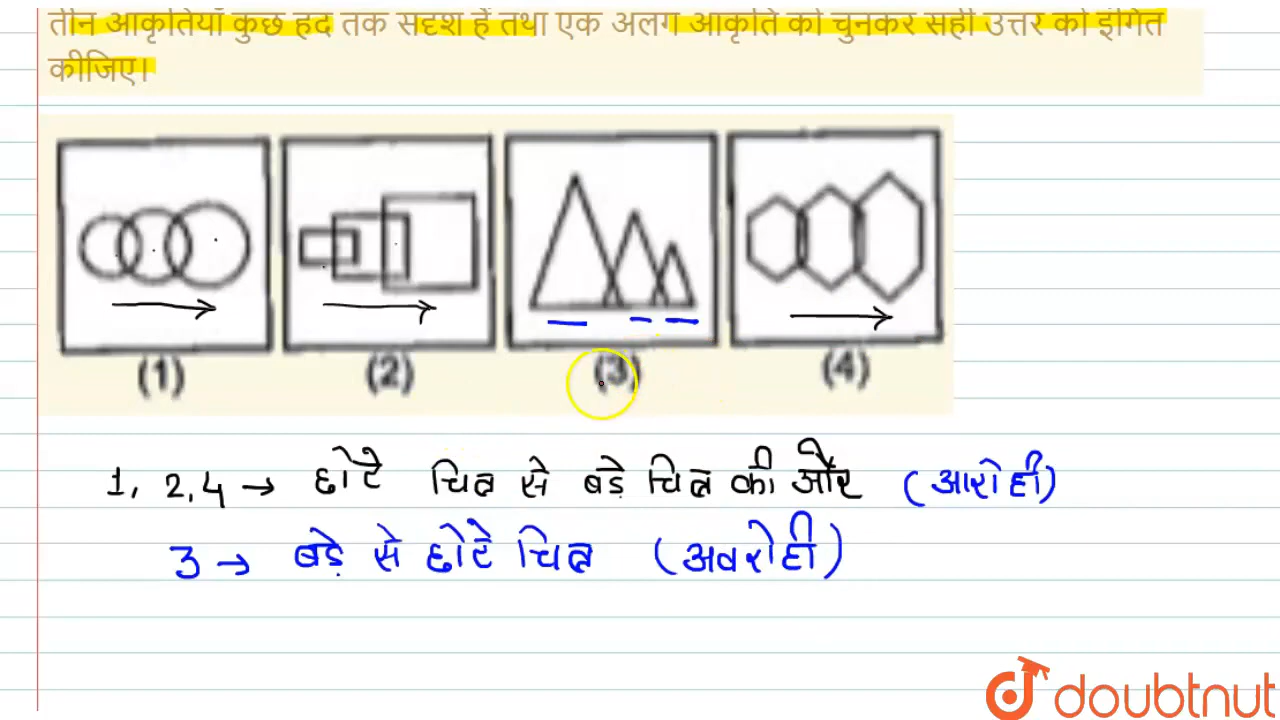 तीन आकृतियाँ कुछ हद तक सदृश हैं तथा एक अलग आकृति को चुनकर सही उत्तर को इंगित
कीजिए।
(1) (2) (3) (4)
1, 2,4 → छोटे चित्र से बड़े चित्र की और (आरोही)
3 → बड़े से छोटे चित्र (अवरोही)
doubtnut